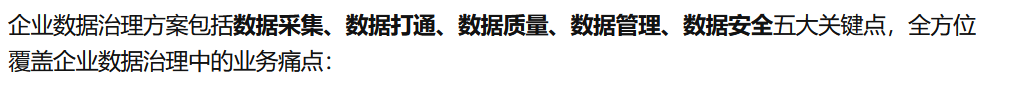 企业数据治理方案包括数据采集、数据打通、数据质量、数据管理、数据安全五大关键点，全方位
覆盖企业数据治理中的业务痛点：